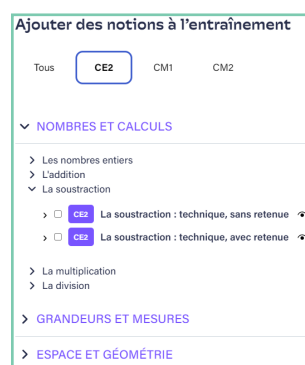 Ajouter des notions à l'entraînement
Tous CE2 CM1 CM2
NOMBRES ET CALCULS
Les nombres entiers
L'addition
La soustraction
CE2 La soustraction : technique, sans retenue
CE2 La soustraction : technique, avec retenue
La multiplication
La division
GRANDEURS ET MESURES
ESPACE ET GÉOMÉTRIE